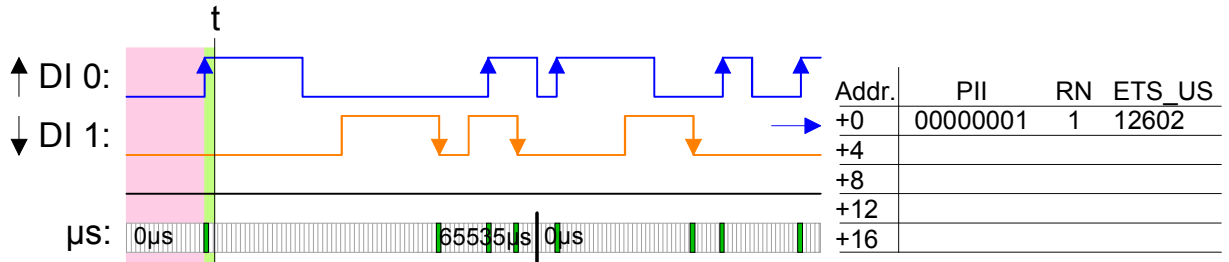 t
DI 0:
DI 1:
µs: 0µs 65535µs 0µs
Addr. PII RN ETS_US
+0 00000001 1 12602
+4
+8
+12
+16